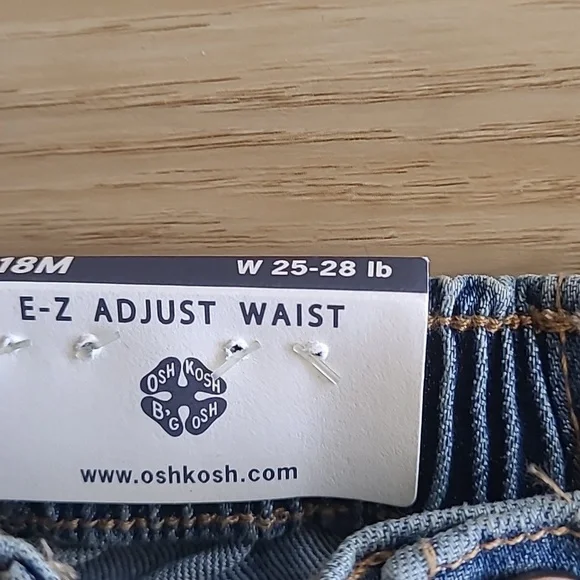 18M W 25-28 lb
E-Z ADJUST WAIST
OSH KOSH
B'GOSH
www.oshkosh.com